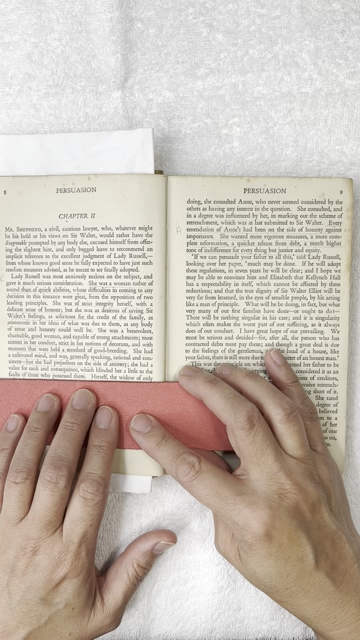 8 PERSUASION
CHAPTER II
MR. SHEPHERD, a civil, cautious lawyer, who, whatever might
be his hold or his views on Sir Walter, would rather have the
disagreeable prompted by any body else, excused himself from offer-
ing the slightest hint, and only begged leave to recommend an
implicit reference to the excellent judgment of Lady Russell,—
from whose known good sense he fully expected to have just such
resolute measures advised, as he meant to see finally adopted.
Lady Russell was most anxiously zealous on the subject, and
gave it much serious consideration. She was a woman rather of
sound than of quick abilities, whose difficulties in coming to any
decision in this instance were great, from the opposition of two
leading principles. She was of strict integrity herself, with a
delicate sense of honour; but she was as desirous of saving Sir
Walter's feelings, as solicitous for the credit of the family, as
aristocratic in her ideas of what was due to them, as any body
of sense and honesty could well be. She was a benevolent,
charitable, good woman, and capable of strong attachments; most
correct in her conduct, strict in her notions of decorum, and with
manners that were held a standard of good-breeding. She had
a cultivated mind, and was, generally speaking, rational and con-
sistent—but she had prejudices on the side of ancestry; she had a
value for rank and consequence, which blinded her a little to the
faults of those who possessed them. Herself, the widow of only
PERSUASION 9
doing, she consulted Anne, who never seemed considered by the
others as having any interest in the question. She consulted, and
in a degree was influenced by her, in marking out the scheme of
retrenchment, which was at last submitted to Sir Walter. Every
emendation of Anne's had been on the side of honesty against
importance. She wanted more vigorous measures, a more com-
plete reformation, a quicker release from debt, a much higher
tone of indifference for every thing but justice and equity.
"If we can persuade your father to all this," said Lady Russell,
looking over her paper, "much may be done. If he will adopt
these regulations, in seven years he will be clear; and I hope we
may be able to convince him and Elizabeth that Kellynch Hall
has a respectability in itself, which cannot be affected by these
reductions; and that the true dignity of Sir Walter Elliot will be
very far from lessened, in the eyes of sensible people, by his acting
like a man of principle. What will he be doing, in fact, but what
very many of our first families have done—or ought to do?—
There will be nothing singular in his case; and it is singularity
which often makes the worst part of our suffering, as it always
does of our conduct. I have great hope of our prevailing. We
must be serious and decided—for, after all, the person who has
contracted debts must pay them; and though a great deal is due
to the feelings of the gentleman, head of a house, like
your father, there is still more due to character of an honest man."
This was the principle on which wanted her father to be